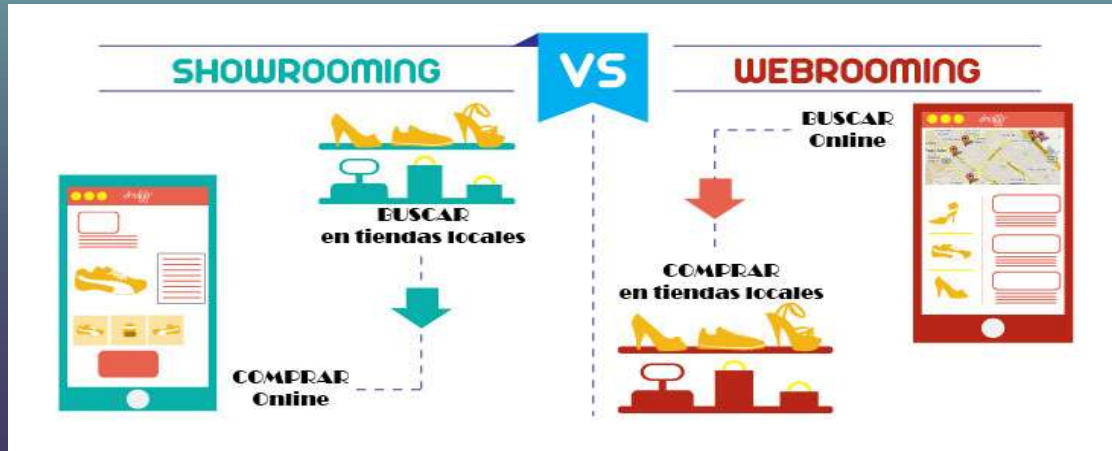 SHOWROOMING
VS
WEBROOMING
BUSCAR
en tiendas locales
COMPRAR
Online
BUSCAR
Online
COMPRAR
en tiendas locales